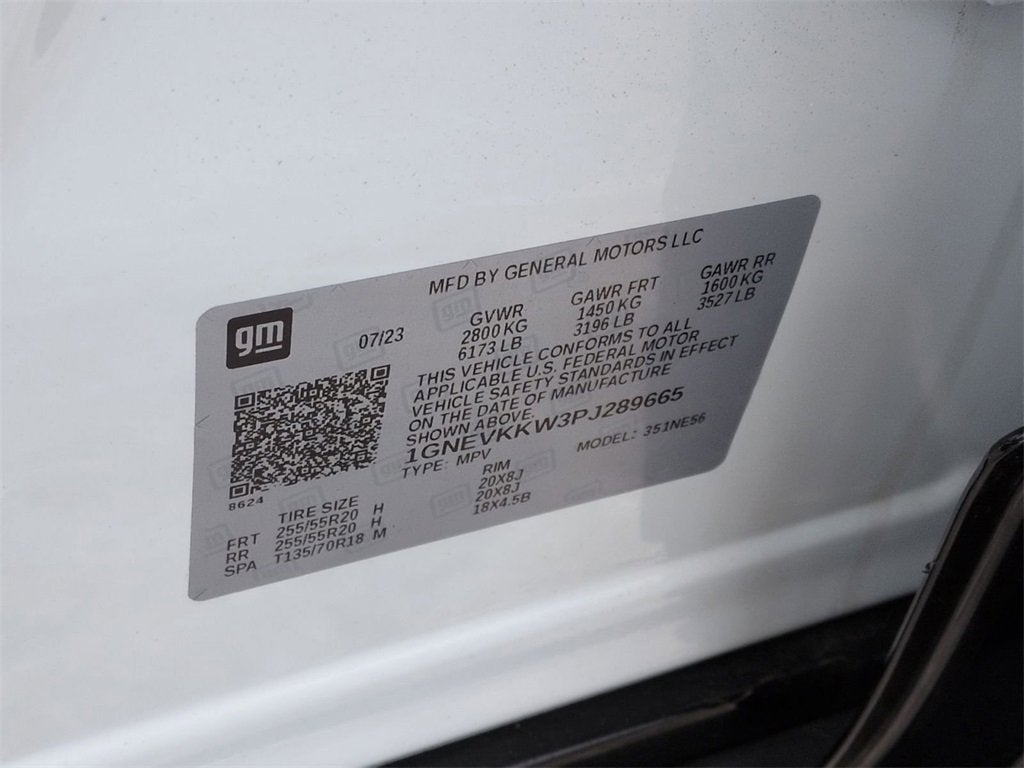 MFD BY GENERAL MOTORS LLC
gm
07/23
GVWR
2800 KG
6173 LB
GAWR FRT
1450 KG
3196 LB
GAWR RR
1600 KG
3527 LB
THIS VEHICLE CONFORMS TO ALL
APPLICABLE U.S. FEDERAL MOTOR
VEHICLE SAFETY STANDARDS IN EFFECT
ON THE DATE OF MANUFACTURE
SHOWN ABOVE.
1GNEVKKW3PJ289665
TYPE: MPV
MODEL: 351NE56
8624
TIRE SIZE RIM
FRT 255/55R20 H 20X8J
RR 255/55R20 H 20X8J
SPA T135/70R18 M 18X4.5B